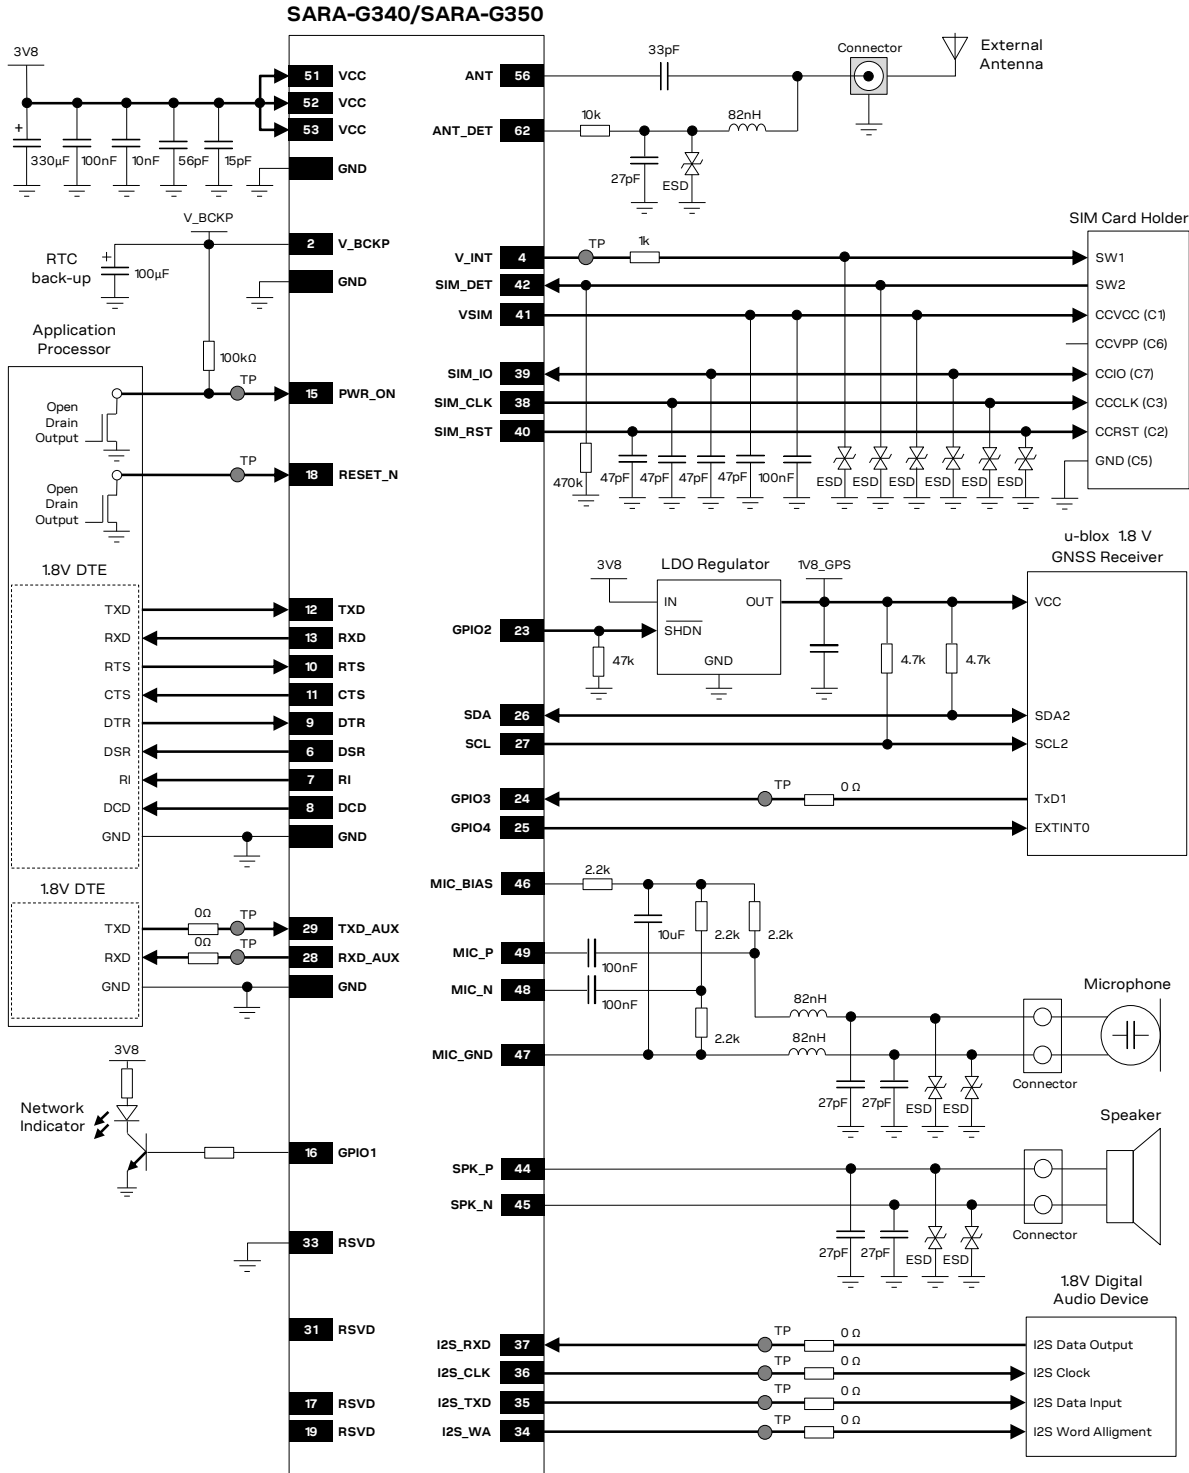 SARA-G340/SARA-G350
3V8
51 VCC
52 VCC
53 VCC
GND
330µF 100nF 10nF 56pF 15pF
V_BCKP
2 V_BCKP
RTC
back-up
100µF
GND
Application
Processor
100kΩ
TP
15 PWR_ON
Open
Drain
Output
TP
18 RESET_N
Open
Drain
Output
1.8V DTE
TXD 12 TXD
RXD 13 RXD
RTS 10 RTS
CTS 11 CTS
DTR 9 DTR
DSR 6 DSR
RI 7 RI
DCD 8 DCD
GND GND
1.8V DTE
0Ω TP
TXD 29 TXD_AUX
0Ω TP
RXD 28 RXD_AUX
GND GND
3V8
Network
Indicator
16 GPIO1
33 RSVD
31 RSVD
17 RSVD
19 RSVD
33pF
Connector
External
Antenna
ANT 56
10k
82nH
ANT_DET 62
27pF
ESD
SIM Card Holder
TP
1k
V_INT 4 SW1
SIM_DET 42 SW2
VSIM 41 CCVCC (C1)
CCVPP (C6)
SIM_IO 39 CCIO (C7)
SIM_CLK 38 CCCLK (C3)
SIM_RST 40 CCRST (C2)
GND (C5)
470k 47pF 47pF 47pF 47pF 100nF ESD ESD ESD ESD ESD ESD
u-blox 1.8 V
GNSS Receiver
3V8 LDO Regulator 1V8_GPS
IN OUT VCC
GPIO2 23 SHDN
47k
GND
4.7k 4.7k
SDA 26 SDA2
SCL 27 SCL2
TP 0 Ω
GPIO3 24 TxD1
GPIO4 25 EXTINT0
2.2k
MIC_BIAS 46
10uF 2.2k 2.2k
MIC_P 49
100nF
MIC_N 48
100nF
Microphone
82nH
2.2k
82nH
MIC_GND 47
Connector
27pF 27pF ESD ESD
Speaker
SPK_P 44
SPK_N 45
Connector
27pF 27pF ESD ESD
1.8V Digital
Audio Device
TP 0 Ω
I2S_RXD 37 I2S Data Output
TP 0 Ω
I2S_CLK 36 I2S Clock
TP 0 Ω
I2S_TXD 35 I2S Data Input
TP 0 Ω
I2S_WA 34 I2S Word Alligment